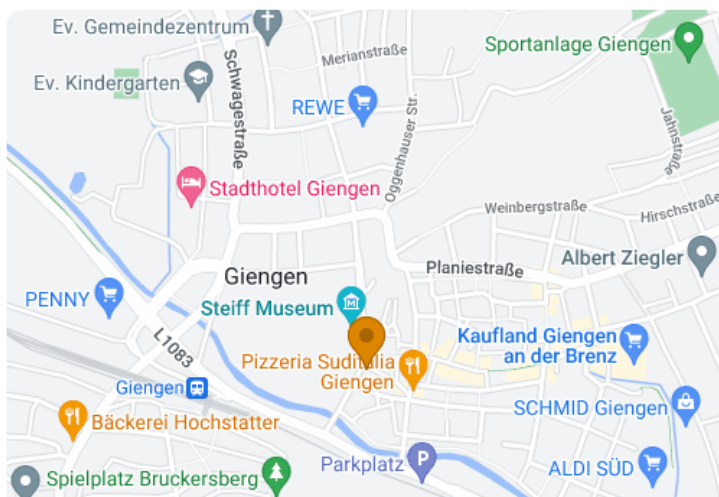 Ev. Gemeindezentrum
Merianstraße
Sportanlage Giengen
Ev. Kindergarten
Schwagestraße
REWE
Oggenhauser Str.
Jahnstraße
Stadthotel Giengen
Weinbergstraße
Hirschstraße
Albert Ziegler
Planiestraße
Giengen
PENNY
Steiff Museum
L1083
Kaufland Giengen
an der Brenz
Pizzeria Suditalia
Giengen
Giengen
SCHMID Giengen
Bäckerei Hochstatter
Parkplatz
P
ALDI SÜD
Spielplatz Bruckersberg